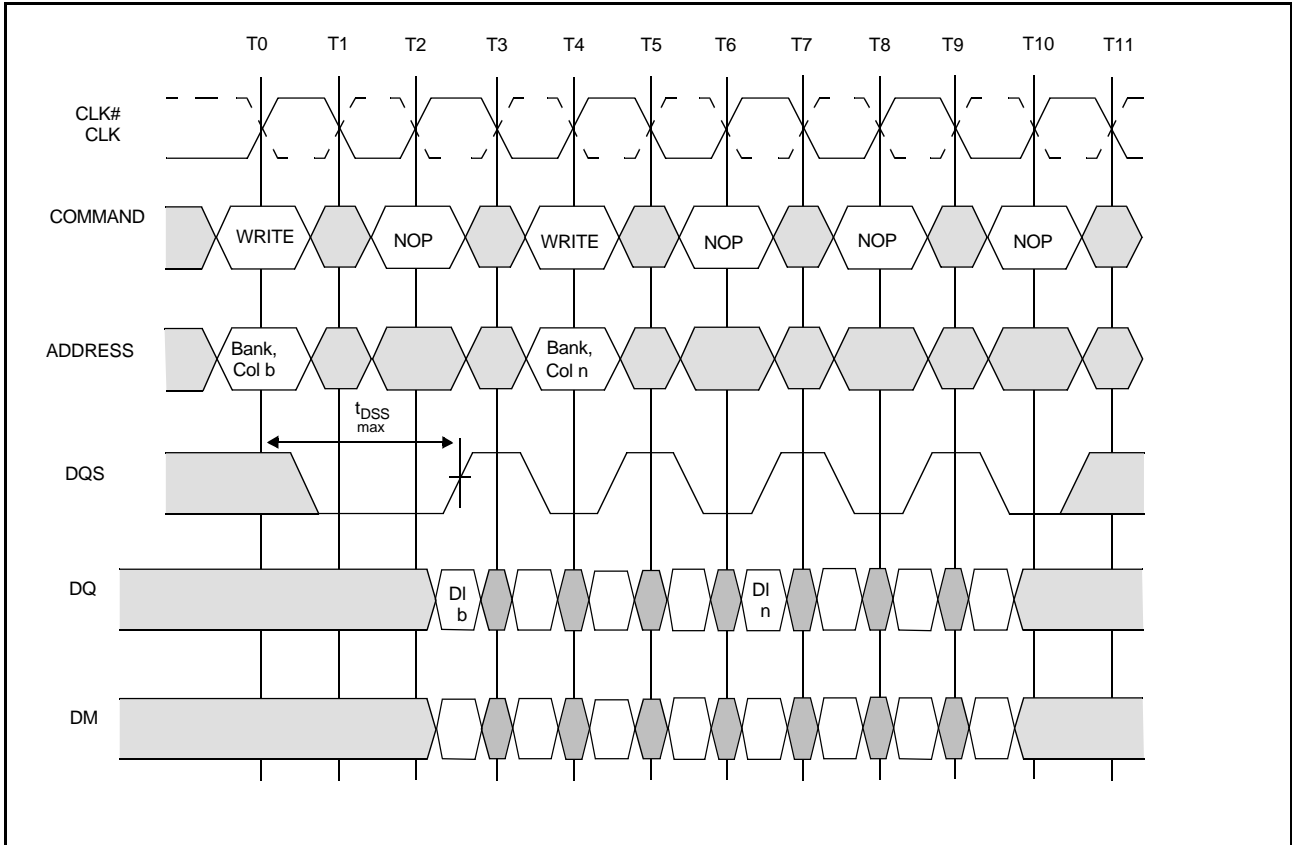 T0 T1 T2 T3 T4 T5 T6 T7 T8 T9 T10 T11
CLK#
CLK
COMMAND WRITE NOP WRITE NOP NOP NOP
ADDRESS
Bank, Bank,
Col b Col n
tDSS
max
DQS
DQ
DI DI
b n
DM